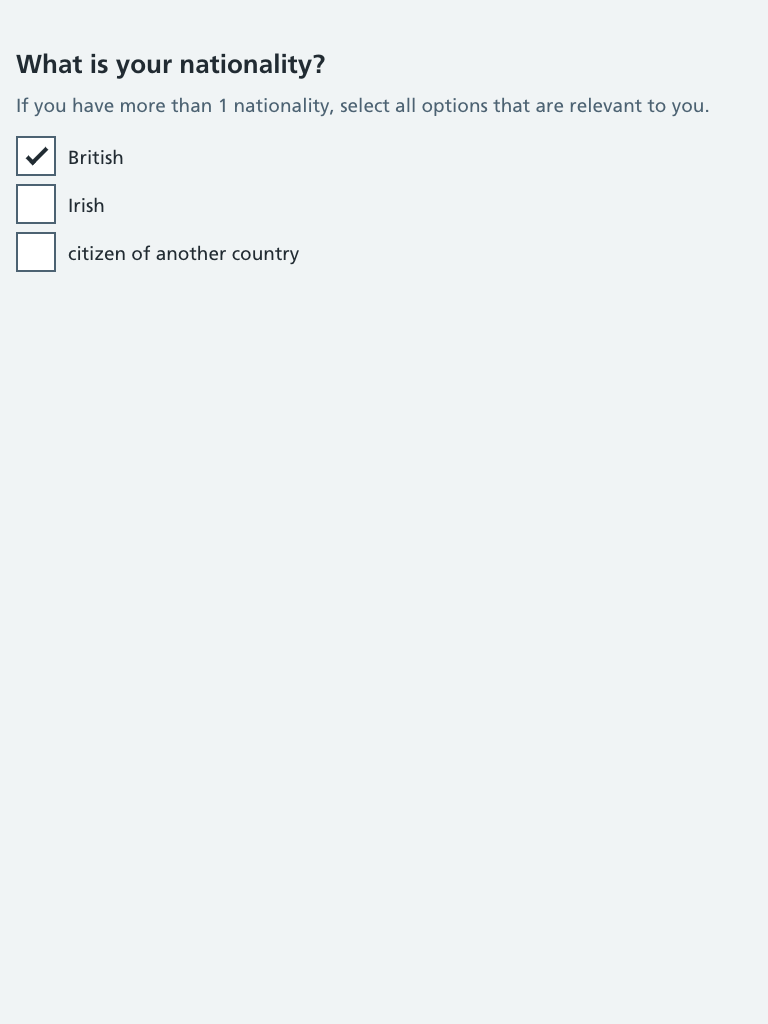 What is your nationality?
If you have more than 1 nationality, select all options that are relevant to you.
British
Irish
citizen of another country